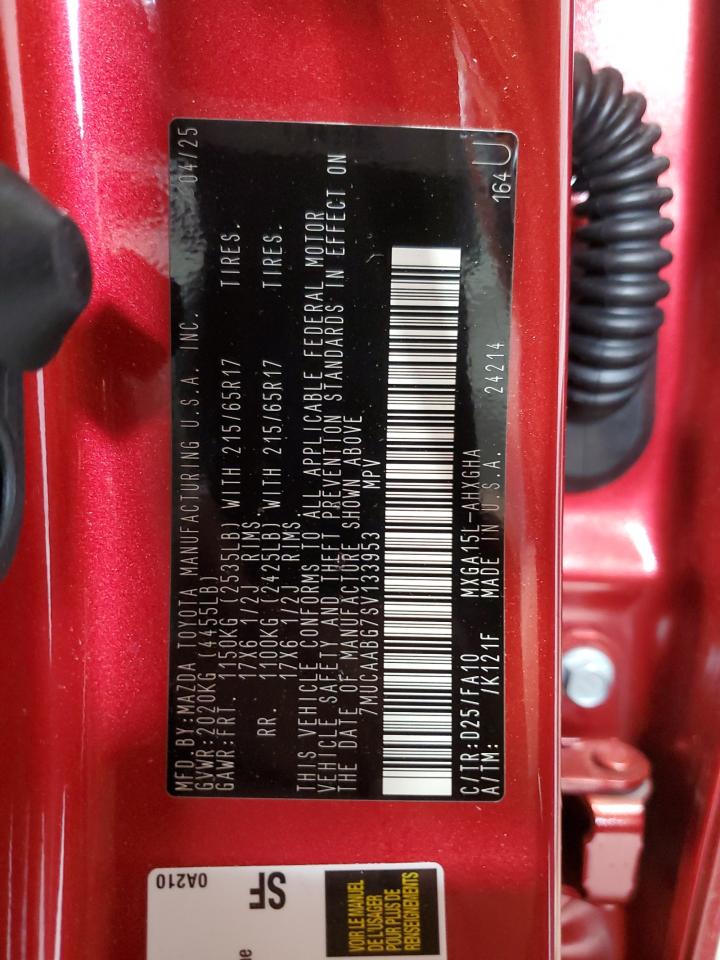 MFD.BY:MAZDA TOYOTA MANUFACTURING U.S.A. INC. 04/25
GVWR:2020KG (4455LB)
GAWR:FRT. 1150KG (2535LB) WITH 215/65R17 TIRES.
17X6 1/2J RIMS
RR. 1100KG (2425LB) WITH 215/65R17 TIRES.
17X6 1/2J RIMS
THIS VEHICLE CONFORMS TO ALL APPLICABLE FEDERAL MOTOR
VEHICLE SAFETY AND THEFT PREVENTION STANDARDS IN EFFECT ON
THE DATE OF MANUFACTURE SHOWN ABOVE
7MUCAABG7SV133953 MPV
C/TR:D25/FA10 MXGA15L-AHXGHA
A/TM: /K121F MADE IN U.S.A. 24214
164 U
0A210
SF
VOIR LE MANUEL
DE L'USAGER
POUR PLUS DE
RENSEIGNEMENTS